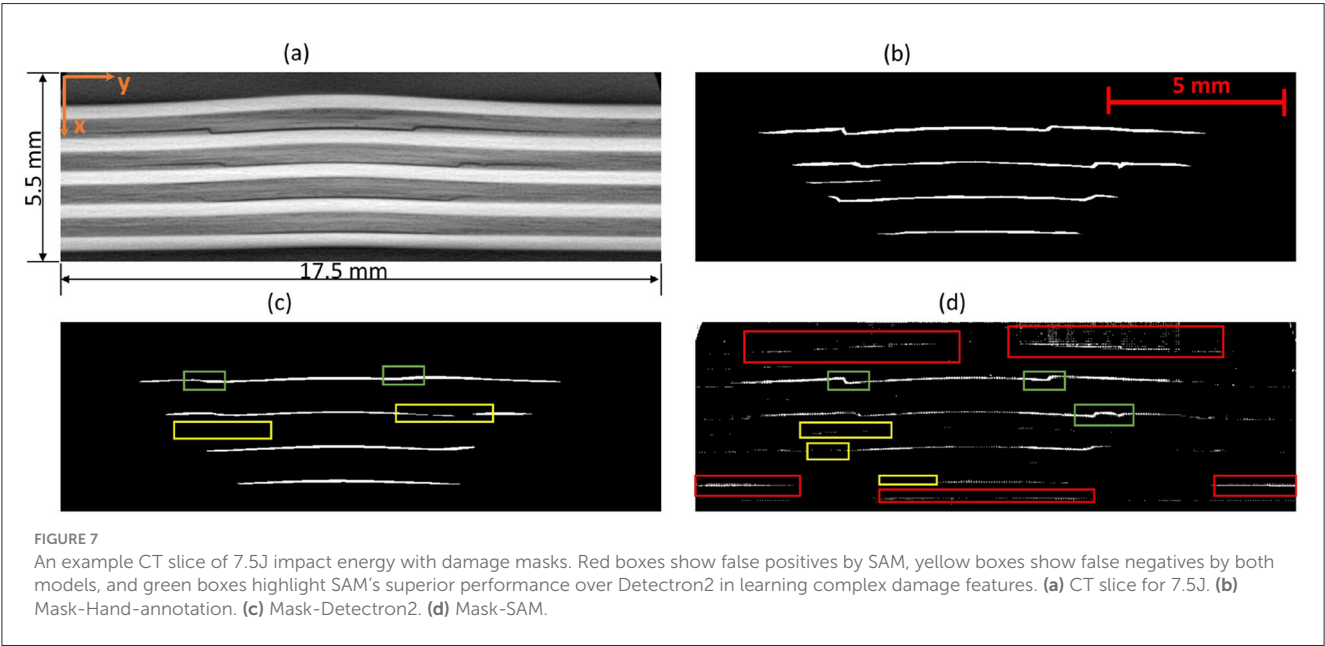 (a)
(b)
y
x
5 mm
5.5 mm
17.5 mm
(c)
(d)
FIGURE 7
An example CT slice of 7.5J impact energy with damage masks. Red boxes show false positives by SAM, yellow boxes show false negatives by both
models, and green boxes highlight SAM's superior performance over Detectron2 in learning complex damage features. (a) CT slice for 7.5J. (b)
Mask-Hand-annotation. (c) Mask-Detectron2. (d) Mask-SAM.